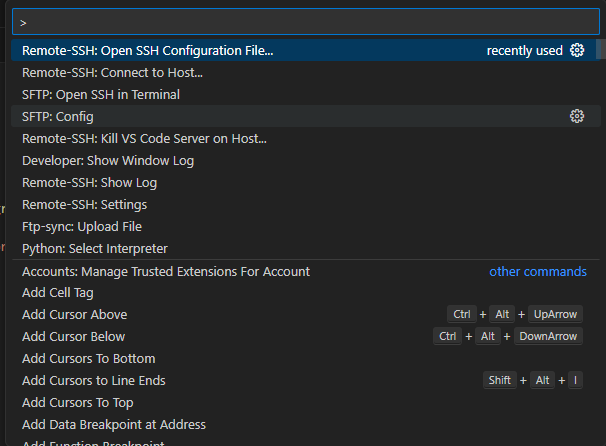 >
Remote-SSH: Open SSH Configuration File... recently used
Remote-SSH: Connect to Host...
SFTP: Open SSH in Terminal
SFTP: Config
Remote-SSH: Kill VS Code Server on Host...
Developer: Show Window Log
Remote-SSH: Show Log
Remote-SSH: Settings
Ftp-sync: Upload File
Python: Select Interpreter
Accounts: Manage Trusted Extensions For Account other commands
Add Cell Tag
Add Cursor Above Ctrl + Alt + UpArrow
Add Cursor Below Ctrl + Alt + DownArrow
Add Cursors To Bottom
Add Cursors to Line Ends Shift + Alt + I
Add Cursors To Top
Add Data Breakpoint at Address
Add Function Breakpoint